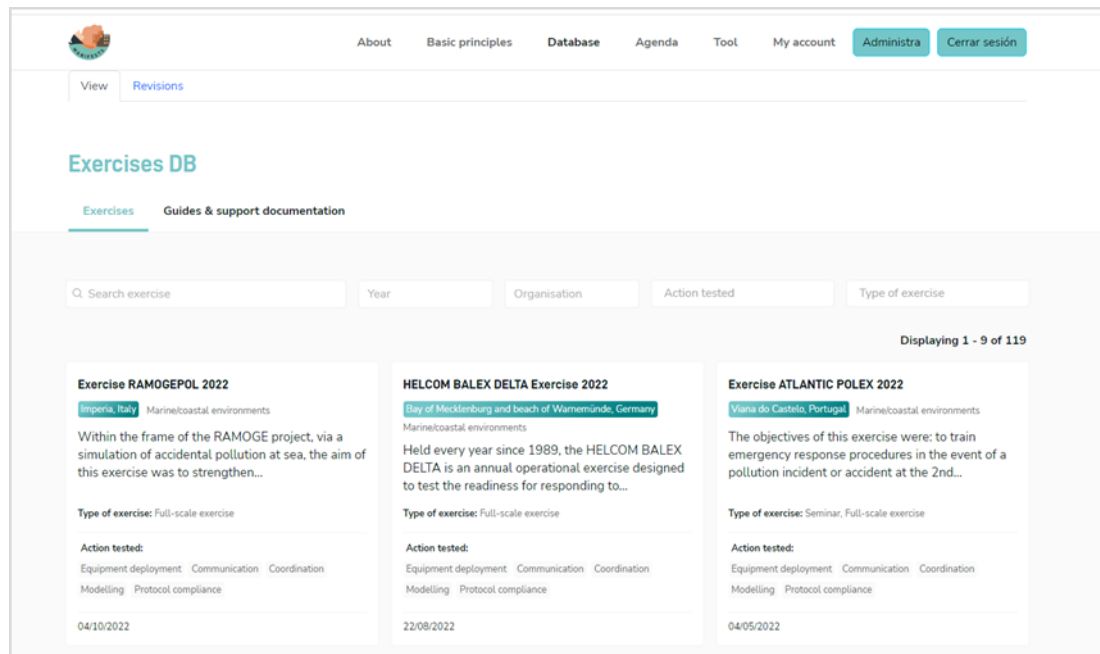 MANIFESTS
About Basic principles Database Agenda Tool My account Administra Cerrar sesión
View Revisions
Exercises DB
Exercises Guides & support documentation
Search exercise Year Organisation Action tested Type of exercise
Displaying 1 - 9 of 119
Exercise RAMOGEPOL 2022
Imperia, Italy Marine/coastal environments
Within the frame of the RAMOGE project, via a
simulation of accidental pollution at sea, the aim of
this exercise was to strengthen...
Type of exercise: Full-scale exercise
Action tested:
Equipment deployment Communication Coordination
Modelling Protocol compliance
04/10/2022
HELCOM BALEX DELTA Exercise 2022
Bay of Mecklenburg and beach of Warnemünde, Germany
Marine/coastal environments
Held every year since 1989, the HELCOM BALEX
DELTA is an annual operational exercise designed
to test the readiness for responding to...
Type of exercise: Full-scale exercise
Action tested:
Equipment deployment Communication Coordination
Modelling Protocol compliance
22/08/2022
Exercise ATLANTIC POLEX 2022
Viana do Castelo, Portugal Marine/coastal environments
The objectives of this exercise were: to train
emergency response procedures in the event of a
pollution incident or accident at the 2nd...
Type of exercise: Seminar, Full-scale exercise
Action tested:
Equipment deployment Communication Coordination
Modelling Protocol compliance
04/05/2022